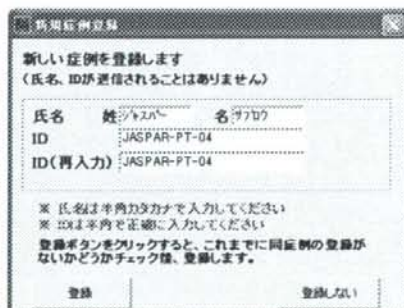 新規症例登録
新しい症例を登録します
(氏名、IDが送信されることはありません)
氏名 姓 ジャスパー 名 サブロウ
ID JASPAR-PT-04
ID(再入力) JASPAR-PT-04
※ 氏名は半角カタカナで入力してください
※ IDは半角で正確に入力してください
登録ボタンをクリックすると、これまでに同症例の登録が
ないかどうかチェック後、登録します。
登録 登録しない